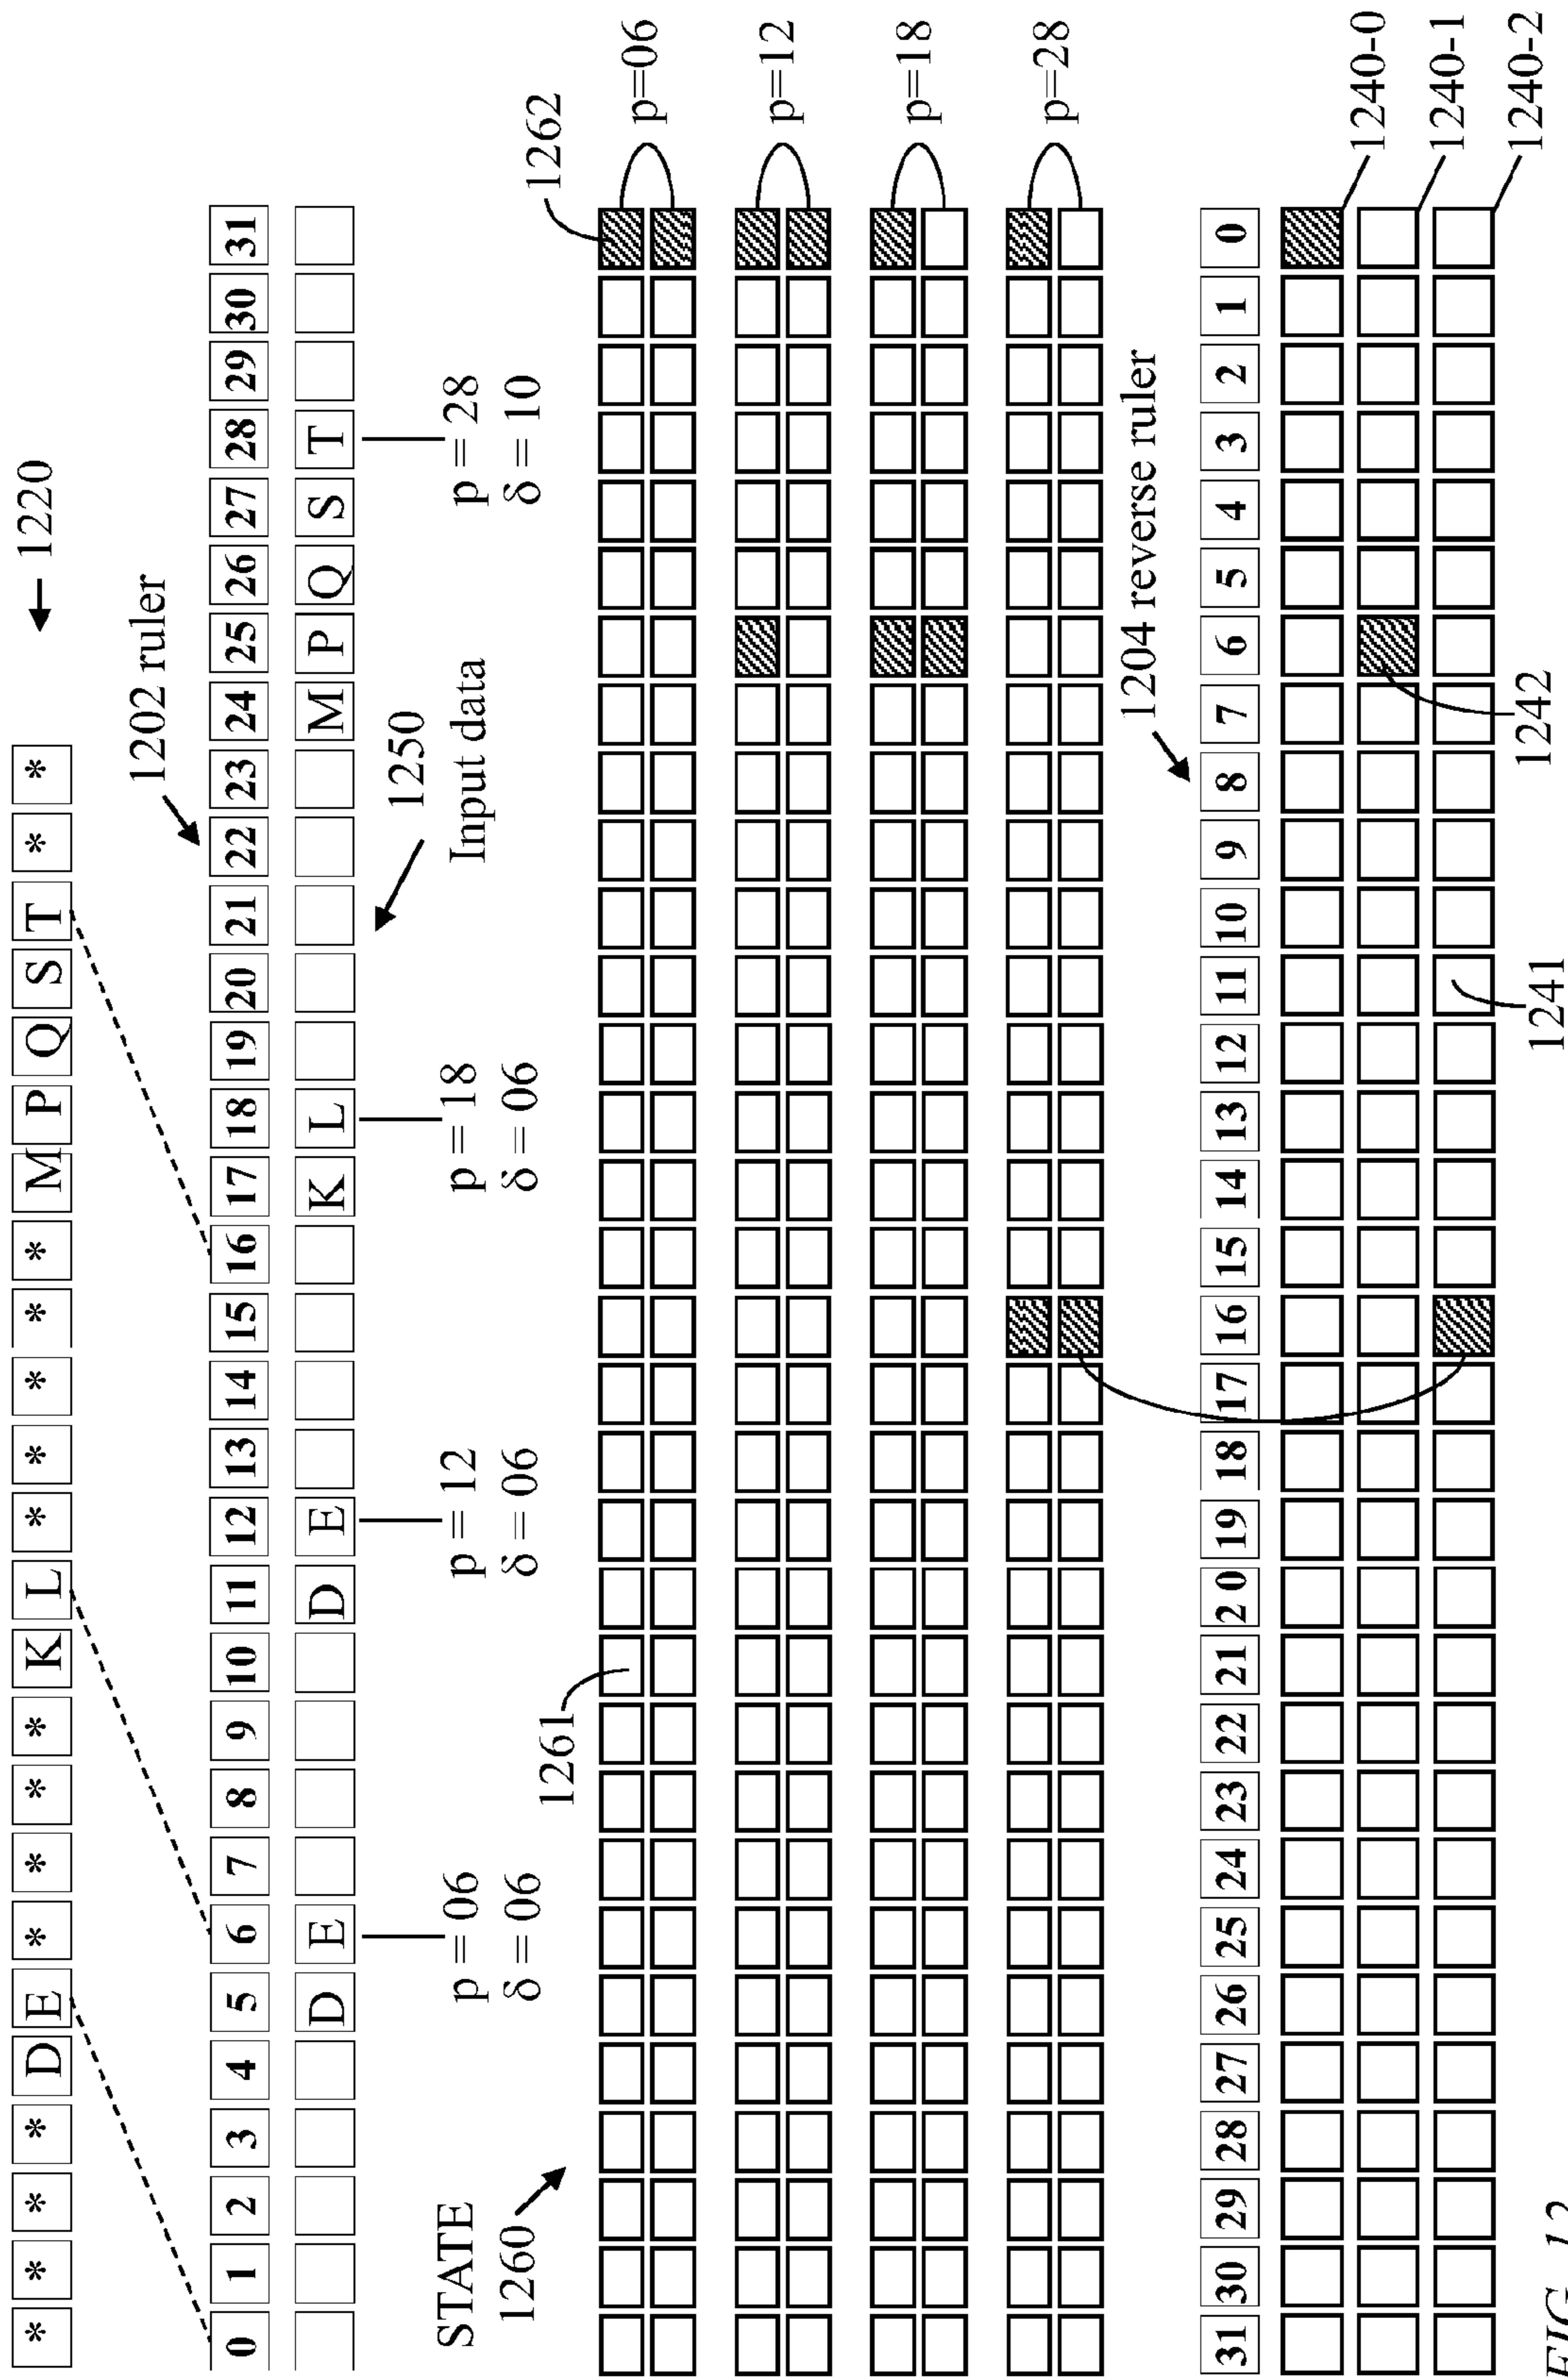 * * * * D E * * * * K L * * * * * M P Q S T * * ← 1220
1202 ruler
0 1 2 3 4 5 6 7 8 9 10 11 12 13 14 15 16 17 18 19 20 21 22 23 24 25 26 27 28 29 30 31
D E D E K L M P Q S T
1250
Input data
p = 06 p = 12 p = 18 p = 28
δ = 06 δ = 06 δ = 06 δ = 10
STATE
1260
1261
1262
p=06
p=12
p=18
p=28
1204 reverse ruler
31 30 29 28 27 26 25 24 23 22 21 20 19 18 17 16 15 14 13 12 11 10 9 8 7 6 5 4 3 2 1 0
1240-0
1240-1
1240-2
1241
1242
FIG. 12